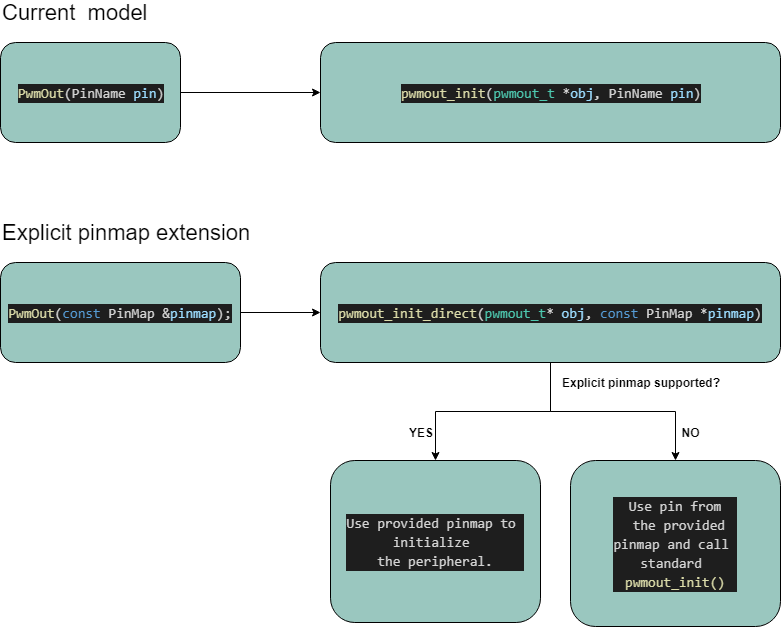 Current  model
PwmOut(PinName pin)
pwmout_init(pwmout_t *obj, PinName pin)
Explicit pinmap extension
PwmOut(const PinMap &pinmap);
pwmout_init_direct(pwmout_t* obj, const PinMap *pinmap)
Explicit pinmap supported?
YES
NO
Use provided pinmap to
initialize
the peripheral.
Use pin from
the provided
pinmap and call
standard
pwmout_init()